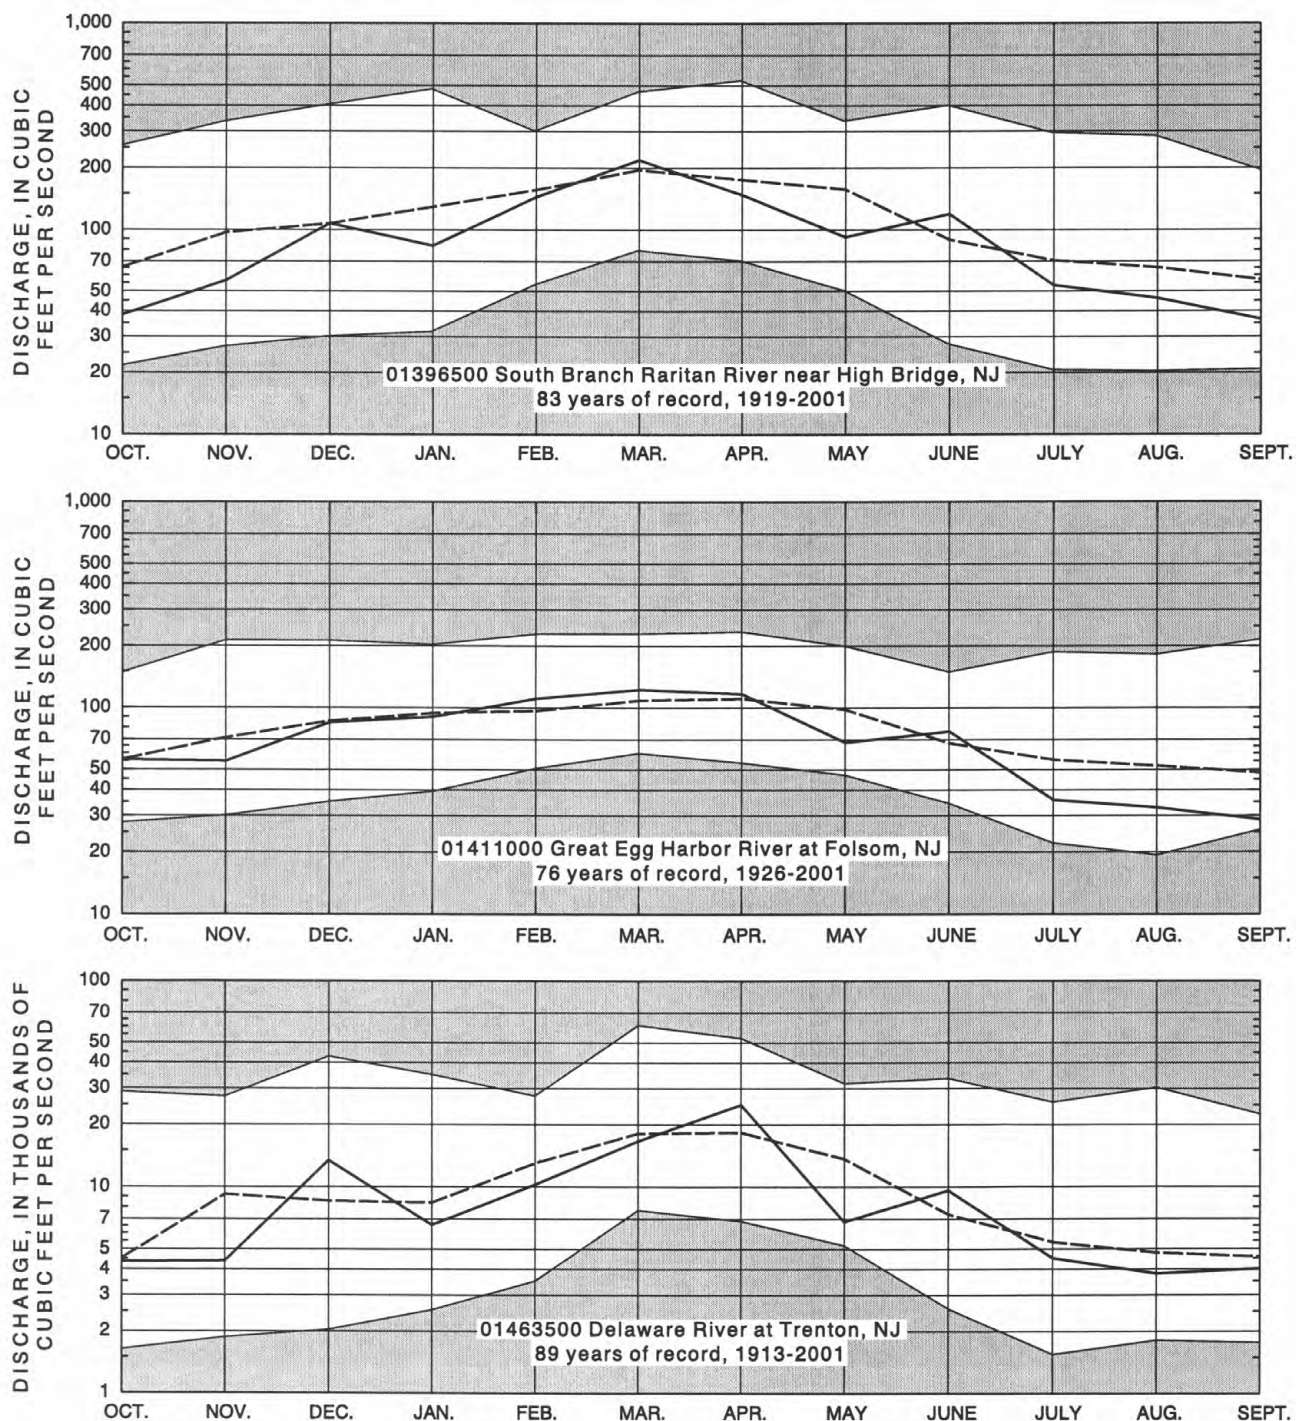 DISCHARGE, IN CUBIC
FEET PER SECOND
1,000
700
500
400
300
200
100
70
50
40
30
20
10
01396500 South Branch Raritan River near High Bridge, NJ
83 years of record, 1919-2001
OCT. NOV. DEC. JAN. FEB. MAR. APR. MAY JUNE JULY AUG. SEPT.
DISCHARGE, IN CUBIC
FEET PER SECOND
1,000
700
500
400
300
200
100
70
50
40
30
20
10
01411000 Great Egg Harbor River at Folsom, NJ
76 years of record, 1926-2001
OCT. NOV. DEC. JAN. FEB. MAR. APR. MAY JUNE JULY AUG. SEPT.
DISCHARGE, IN THOUSANDS OF
CUBIC FEET PER SECOND
100
70
50
40
30
20
10
7
5
4
3
2
1
01463500 Delaware River at Trenton, NJ
89 years of record, 1913-2001
OCT. NOV. DEC. JAN. FEB. MAR. APR. MAY JUNE JULY AUG. SEPT.